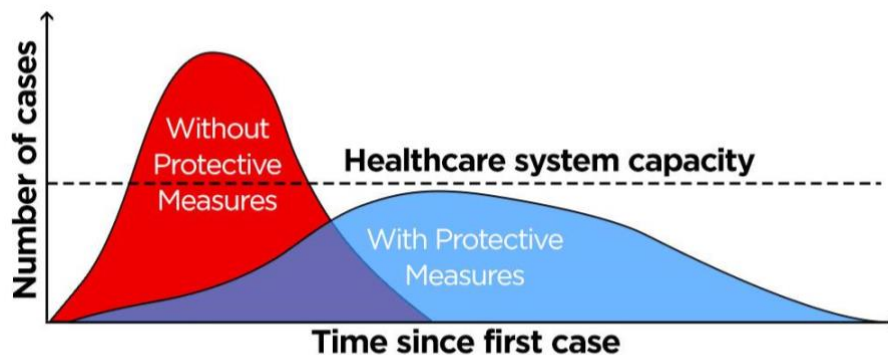 Number of cases
Without
Protective
Measures
Healthcare system capacity
With Protective
Measures
Time since first case